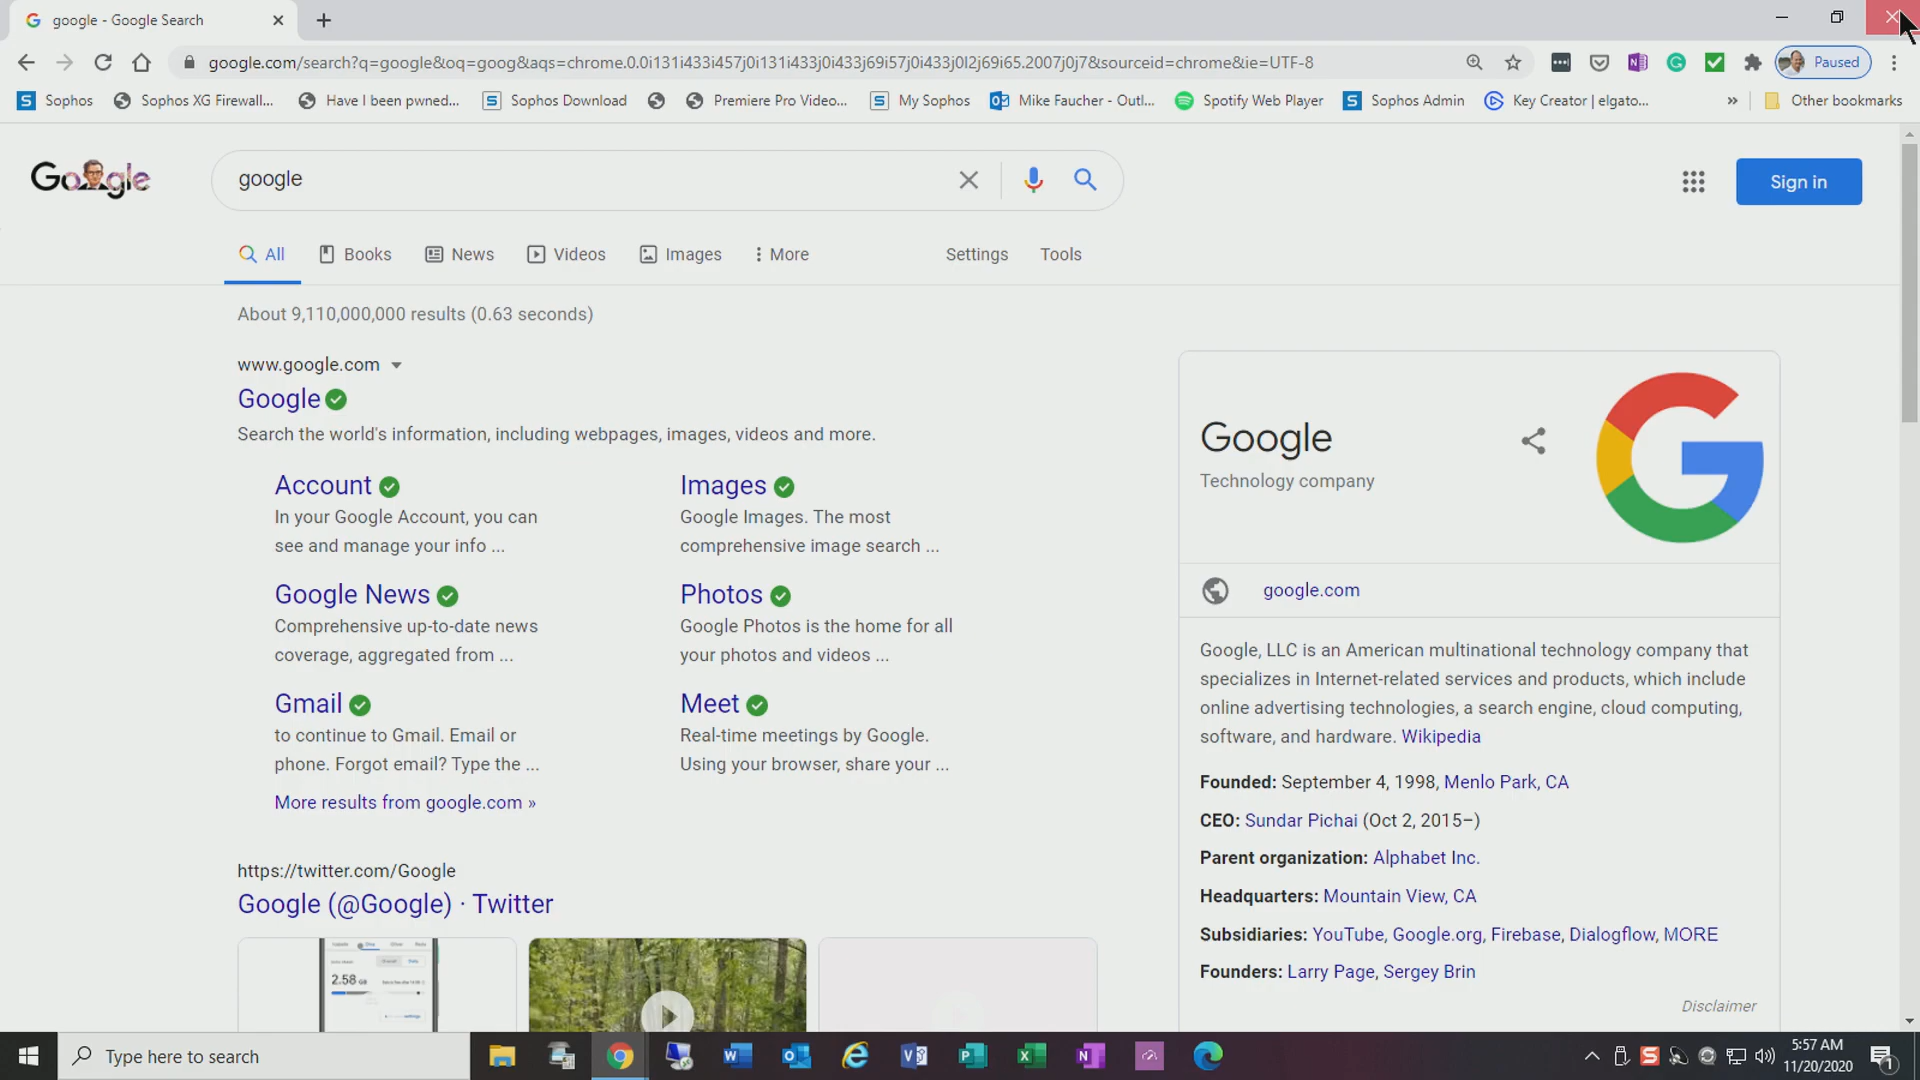 google - Google Search
google.com/search?q=google&oq=goog&aqs=chrome.0.0i131i433i457j0i131i433j0i433j69i57j0i433j0l2j69i65.2007j0j7&sourceid=chrome&ie=UTF-8
Paused
Sophos
Sophos XG Firewall...
Have I been pwned...
Sophos Download
Premiere Pro Video...
My Sophos
Mike Faucher - Outl...
Spotify Web Player
Sophos Admin
Key Creator | elgato...
»
Other bookmarks
Google
google
Sign in
All
Books
News
Videos
Images
More
Settings
Tools
About 9,110,000,000 results (0.63 seconds)
www.google.com
Google
Search the world's information, including webpages, images, videos and more.
Account
In your Google Account, you can
see and manage your info ...
Images
Google Images. The most
comprehensive image search ...
Google News
Comprehensive up-to-date news
coverage, aggregated from ...
Photos
Google Photos is the home for all
your photos and videos ...
Gmail
to continue to Gmail. Email or
phone. Forgot email? Type the ...
Meet
Real-time meetings by Google.
Using your browser, share your ...
More results from google.com »
https://twitter.com/Google
Google (@Google) · Twitter
2.58 GB
Google
Technology company
google.com
Google, LLC is an American multinational technology company that
specializes in Internet-related services and products, which include
online advertising technologies, a search engine, cloud computing,
software, and hardware. Wikipedia
Founded: September 4, 1998, Menlo Park, CA
CEO: Sundar Pichai (Oct 2, 2015–)
Parent organization: Alphabet Inc.
Headquarters: Mountain View, CA
Subsidiaries: YouTube, Google.org, Firebase, Dialogflow, MORE
Founders: Larry Page, Sergey Brin
Disclaimer
Type here to search
5:57 AM
11/20/2020
1